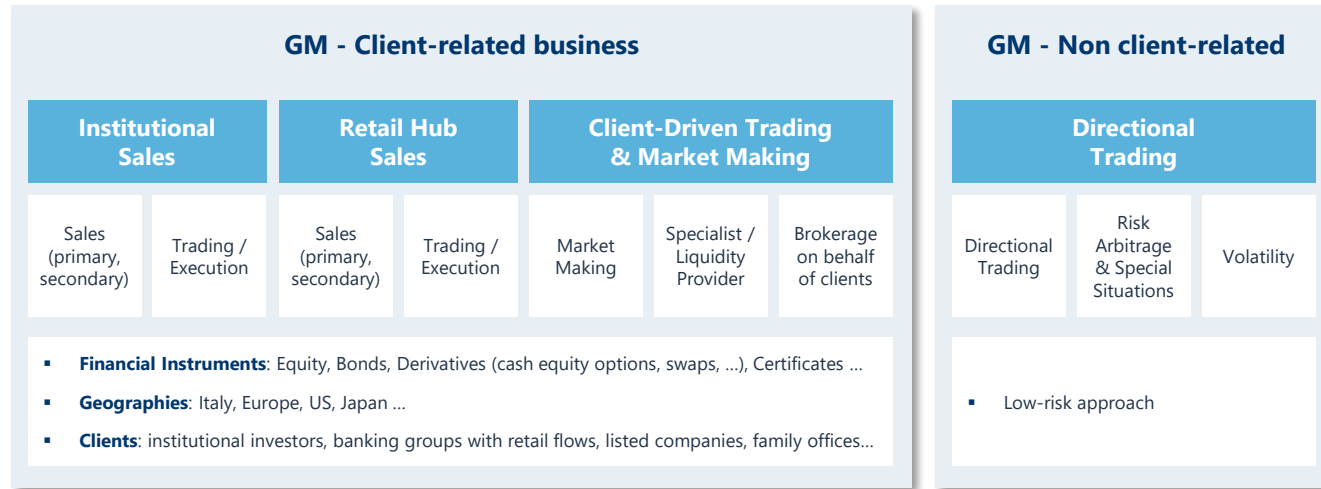 GM - Client-related business
Institutional
Sales
Retail Hub
Sales
Client-Driven Trading
& Market Making
Sales
(primary,
secondary)
Trading /
Execution
Sales
(primary,
secondary)
Trading /
Execution
Market
Making
Specialist /
Liquidity
Provider
Brokerage
on behalf
of clients
▪ Financial Instruments: Equity, Bonds, Derivatives (cash equity options, swaps, …), Certificates …
▪ Geographies: Italy, Europe, US, Japan …
▪ Clients: institutional investors, banking groups with retail flows, listed companies, family offices…
GM - Non client-related
Directional
Trading
Directional
Trading
Risk
Arbitrage
& Special
Situations
Volatility
▪ Low-risk approach